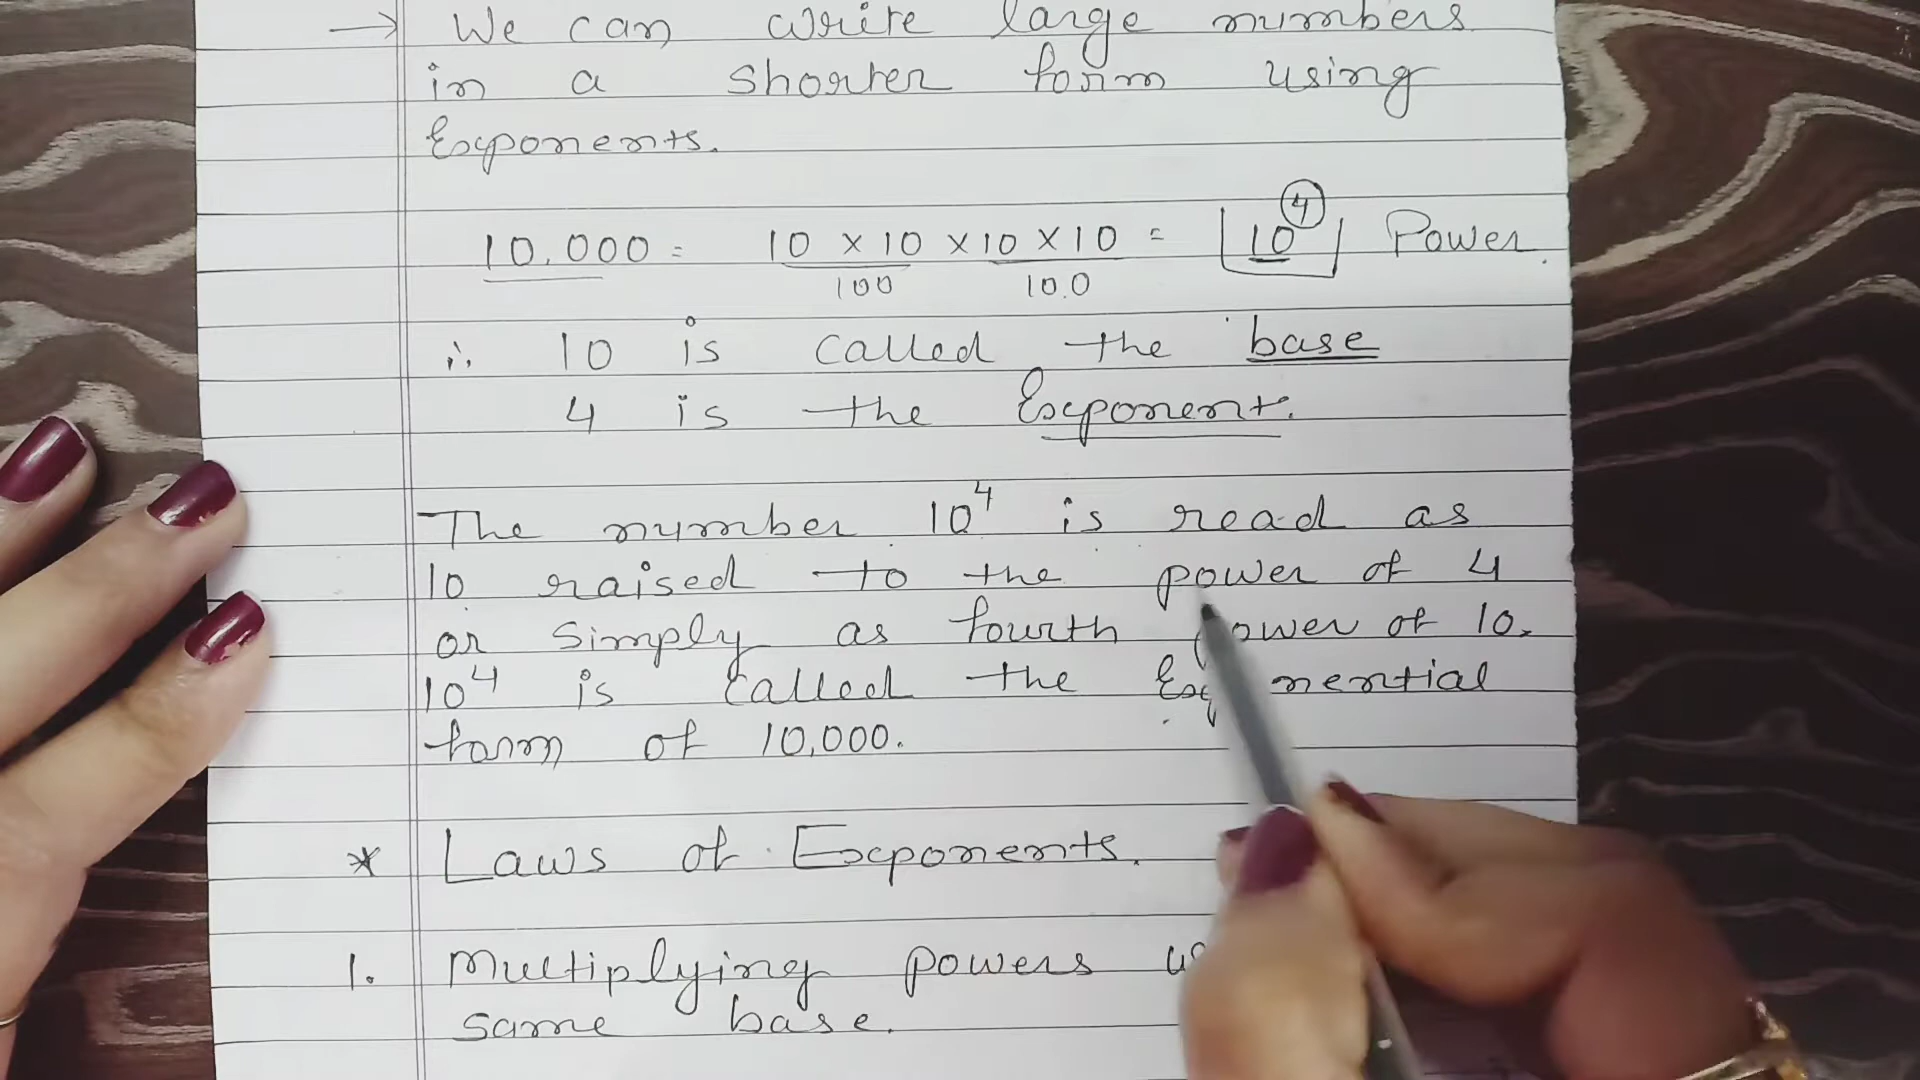 → We can write large numbers
in a shorter form using
Exponents.
10,000 = 10 × 10 × 10 × 10 = 10⁴ Power.
100 10.0
∴ 10 is called the base
4 is the Exponent.
The number 10⁴ is read as
10 raised to the power of 4
or simply as fourth power of 10.
10⁴ is called the Exponential
form of 10,000.
* Laws of Exponents.
1. Multiplying powers
same base.